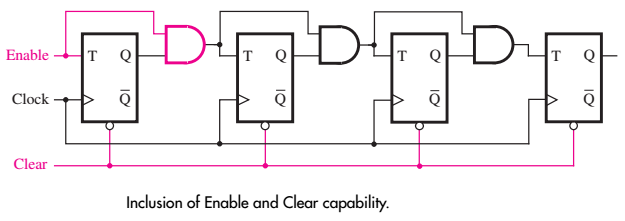 Enable
T Q
T Q
T Q
T Q
Clock
Q̅
Q̅
Q̅
Q̅
Clear
Inclusion of Enable and Clear capability.